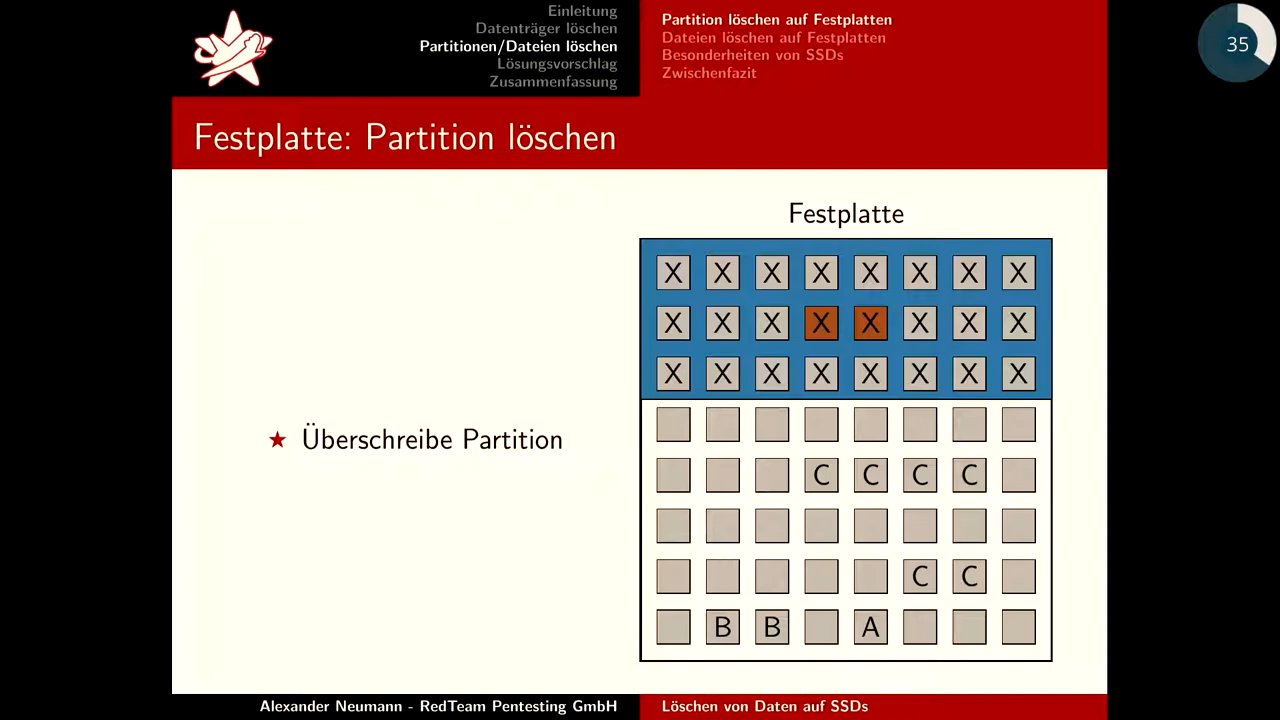 Einleitung
Datenträger löschen
Partitionen/Dateien löschen
Lösungsvorschlag
Zusammenfassung
Partition löschen auf Festplatten
Dateien löschen auf Festplatten
Besonderheiten von SSDs
Zwischenfazit
35
Festplatte: Partition löschen
Festplatte
X X X X X X X X
X X X X X X X X
X X X X X X X X
C C C C
C C
B B A
★ Überschreibe Partition
Alexander Neumann - RedTeam Pentesting GmbH
Löschen von Daten auf SSDs